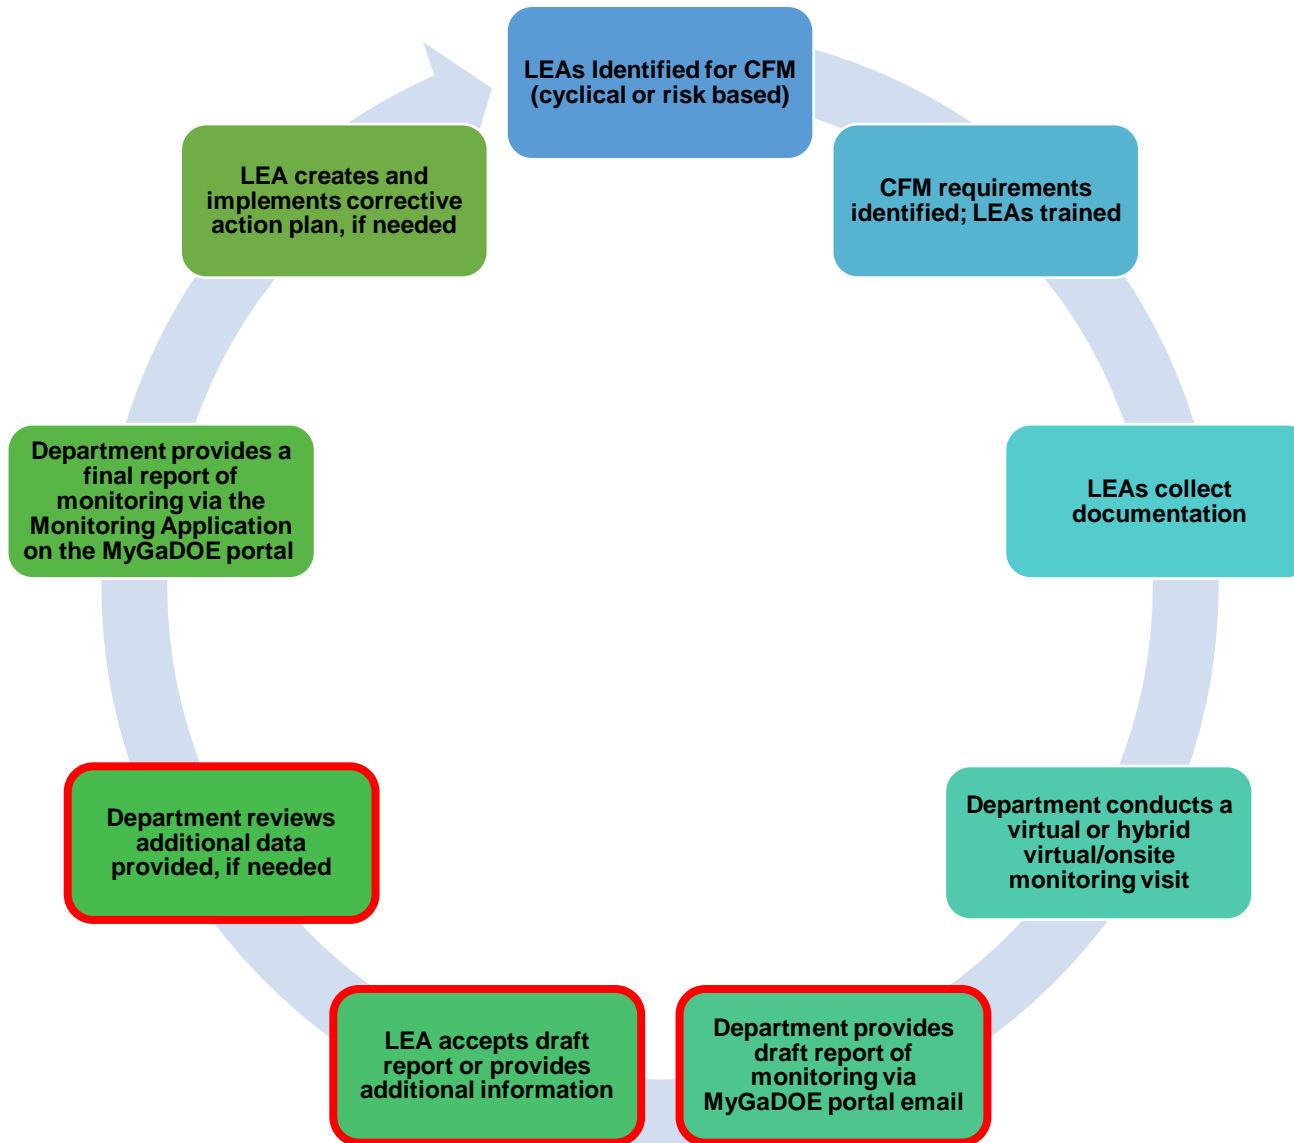 LEAs Identified for CFM
(cyclical or risk based)
CFM requirements
identified; LEAs trained
LEAs collect
documentation
Department conducts a
virtual or hybrid
virtual/onsite
monitoring visit
Department provides
draft report of
monitoring via
MyGaDOE portal email
LEA accepts draft
report or provides
additional information
Department reviews
additional data
provided, if needed
Department provides a
final report of
monitoring via the
Monitoring Application
on the MyGaDOE portal
LEA creates and
implements corrective
action plan, if needed